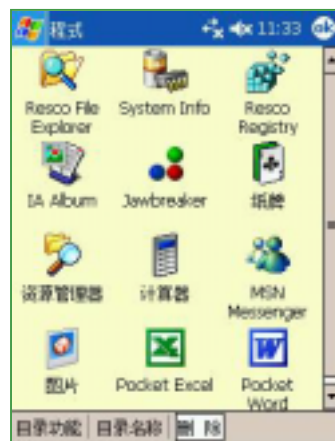 程式 11:33 ok
Resco File Explorer
System Info
Resco Registry
IA Album
Jawbreaker
纸牌
资源管理器
计算器
MSN Messenger
图片
Pocket Excel
Pocket Word
目录功能 目录名称 删 除